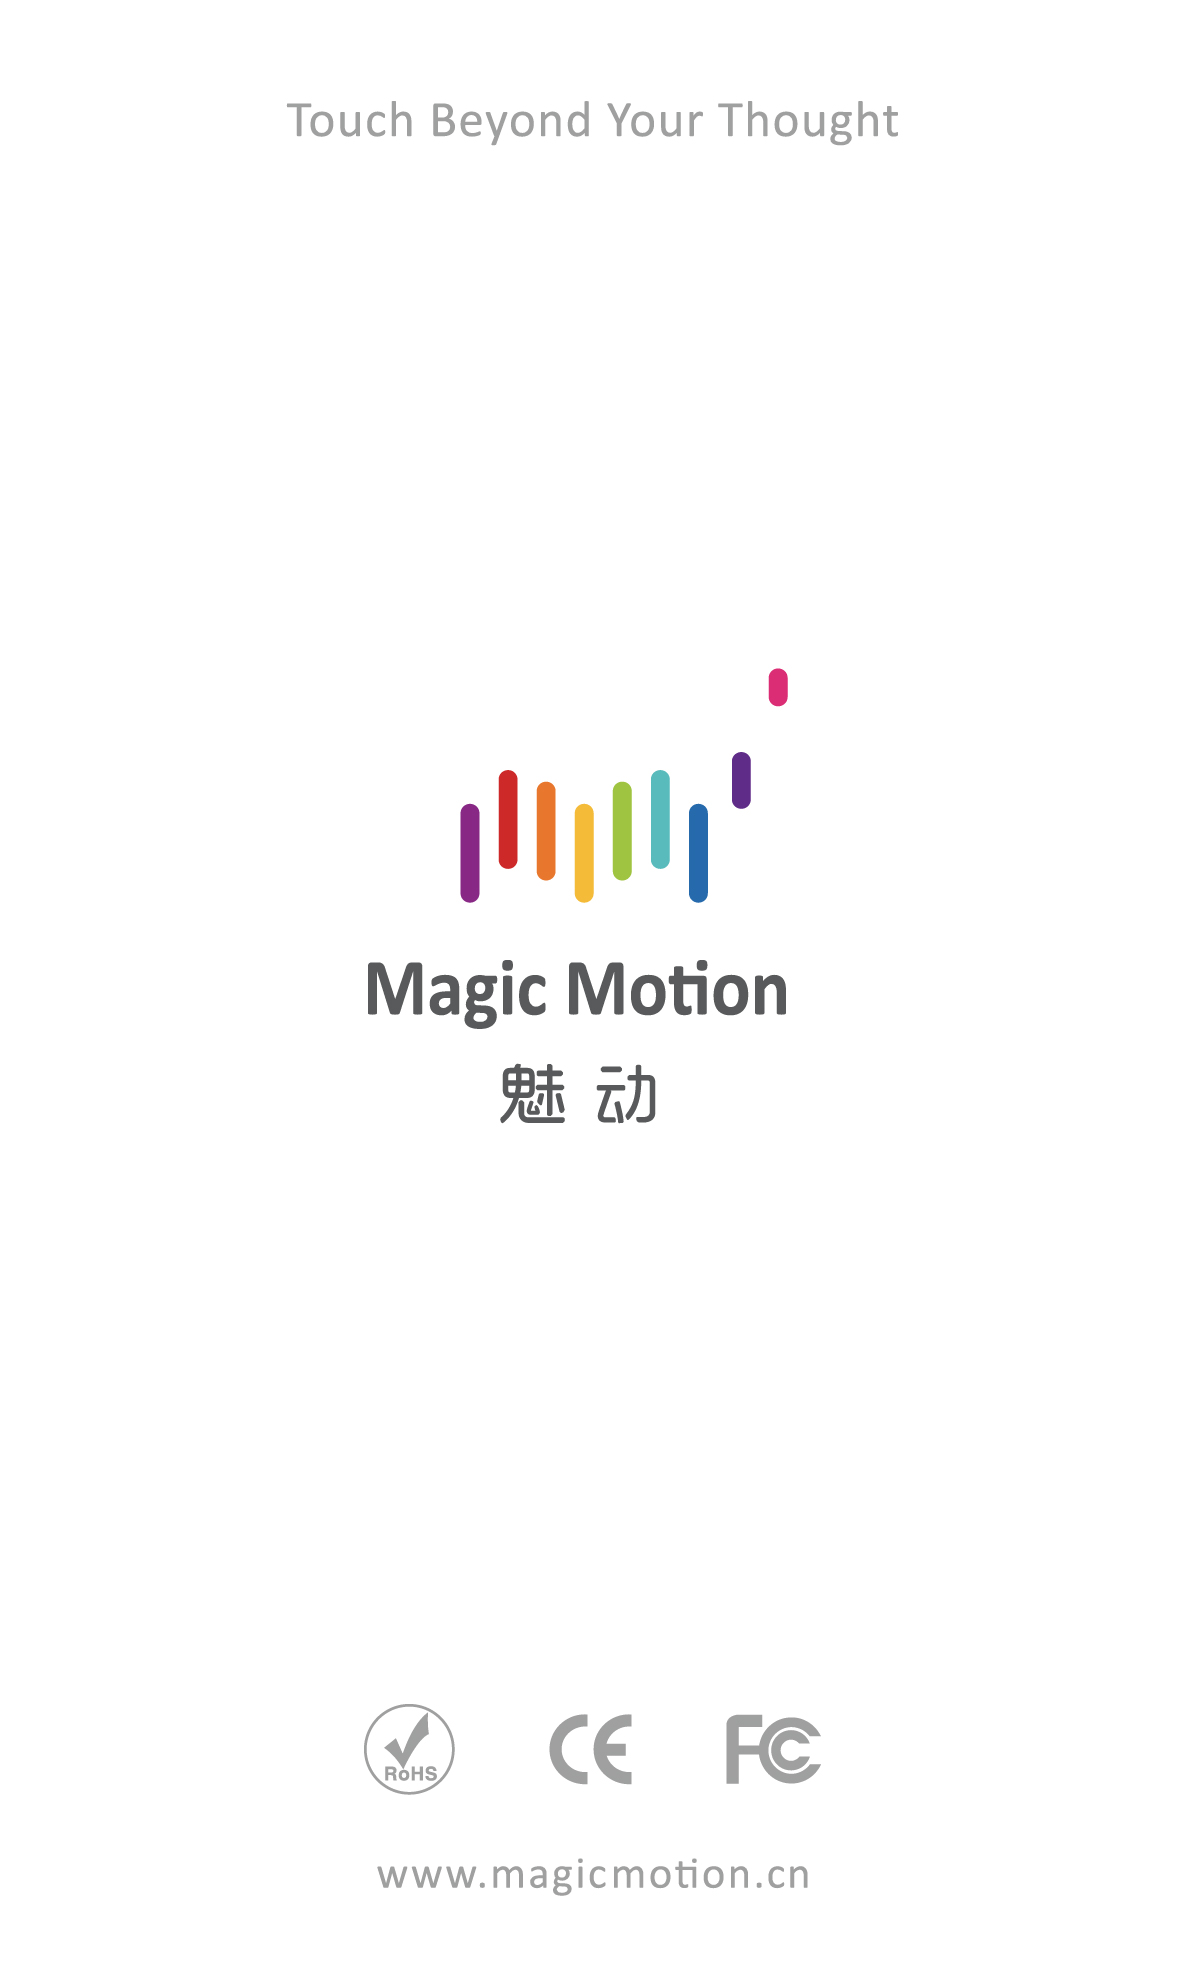 Touch Beyond Your Thought
Magic Motion
魅动
RoHS CE FC
www.magicmotion.cn